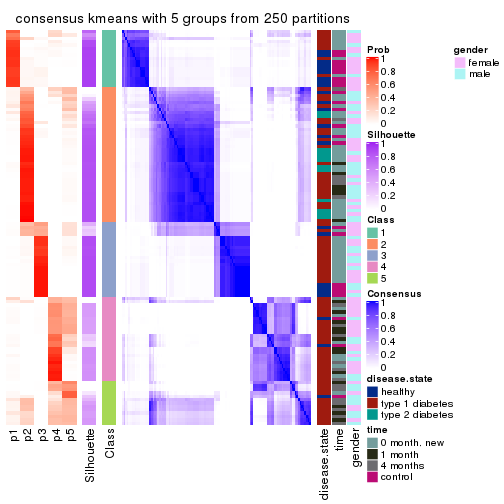 consensus kmeans with 5 groups from 250 partitions
Prob
1
0.8
0.6
0.4
0.2
0
gender
female
male
Silhouette
1
0.8
0.6
0.4
0.2
0
Class
1
2
3
4
5
Consensus
1
0.8
0.6
0.4
0.2
0
disease.state
healthy
type 1 diabetes
type 2 diabetes
time
0 month. new
1 month
4 months
control
p1
p2
p3
p4
p5
Silhouette
Class
disease.state
time
gender